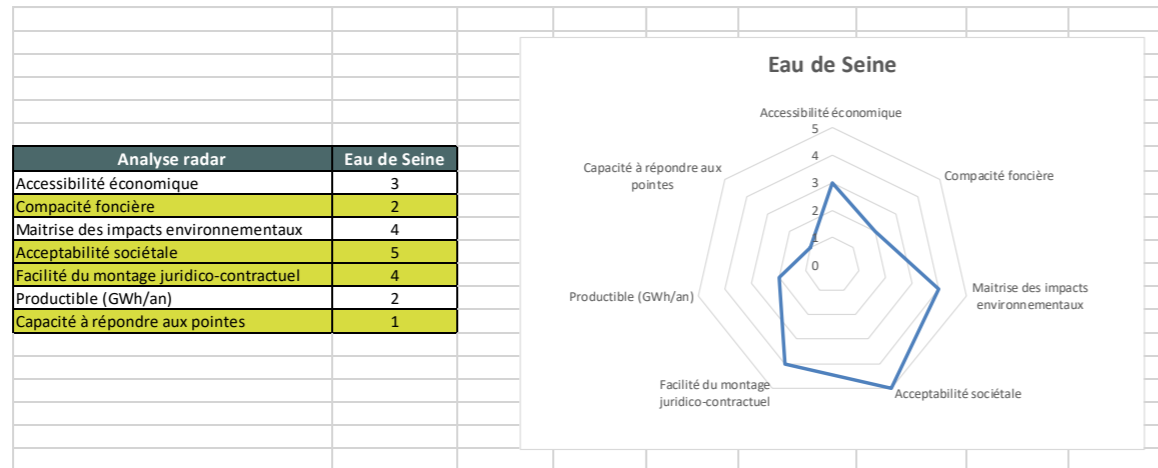 Analyse radar Eau de Seine
Accessibilité économique 3
Compacité foncière 2
Maitrise des impacts environnementaux 4
Acceptabilité sociétale 5
Facilité du montage juridico-contractuel 4
Productible (GWh/an) 2
Capacité à répondre aux pointes 1
Eau de Seine
Accessibilité économique
5
4
3
2
1
0
Compacité foncière
Maitrise des impacts
environnementaux
Acceptabilité sociétale
Facilité du montage
juridico-contractuel
Productible (GWh/an)
Capacité à répondre aux
pointes